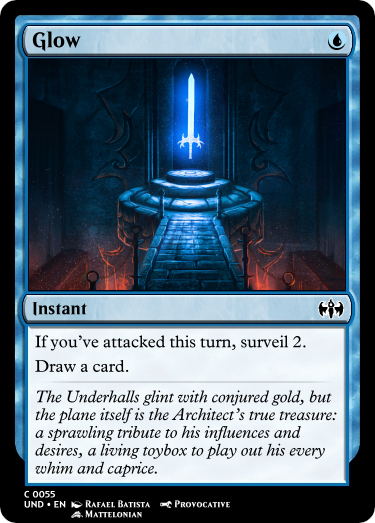 Glow
Instant
If you've attacked this turn, surveil 2.
Draw a card.
The Underhalls glint with conjured gold, but
the plane itself is the Architect's true treasure:
a sprawling tribute to his influences and
desires, a living toybox to play out his every
whim and caprice.
C 0055
UND • EN Rafael Batista Provocative
Mattelonian